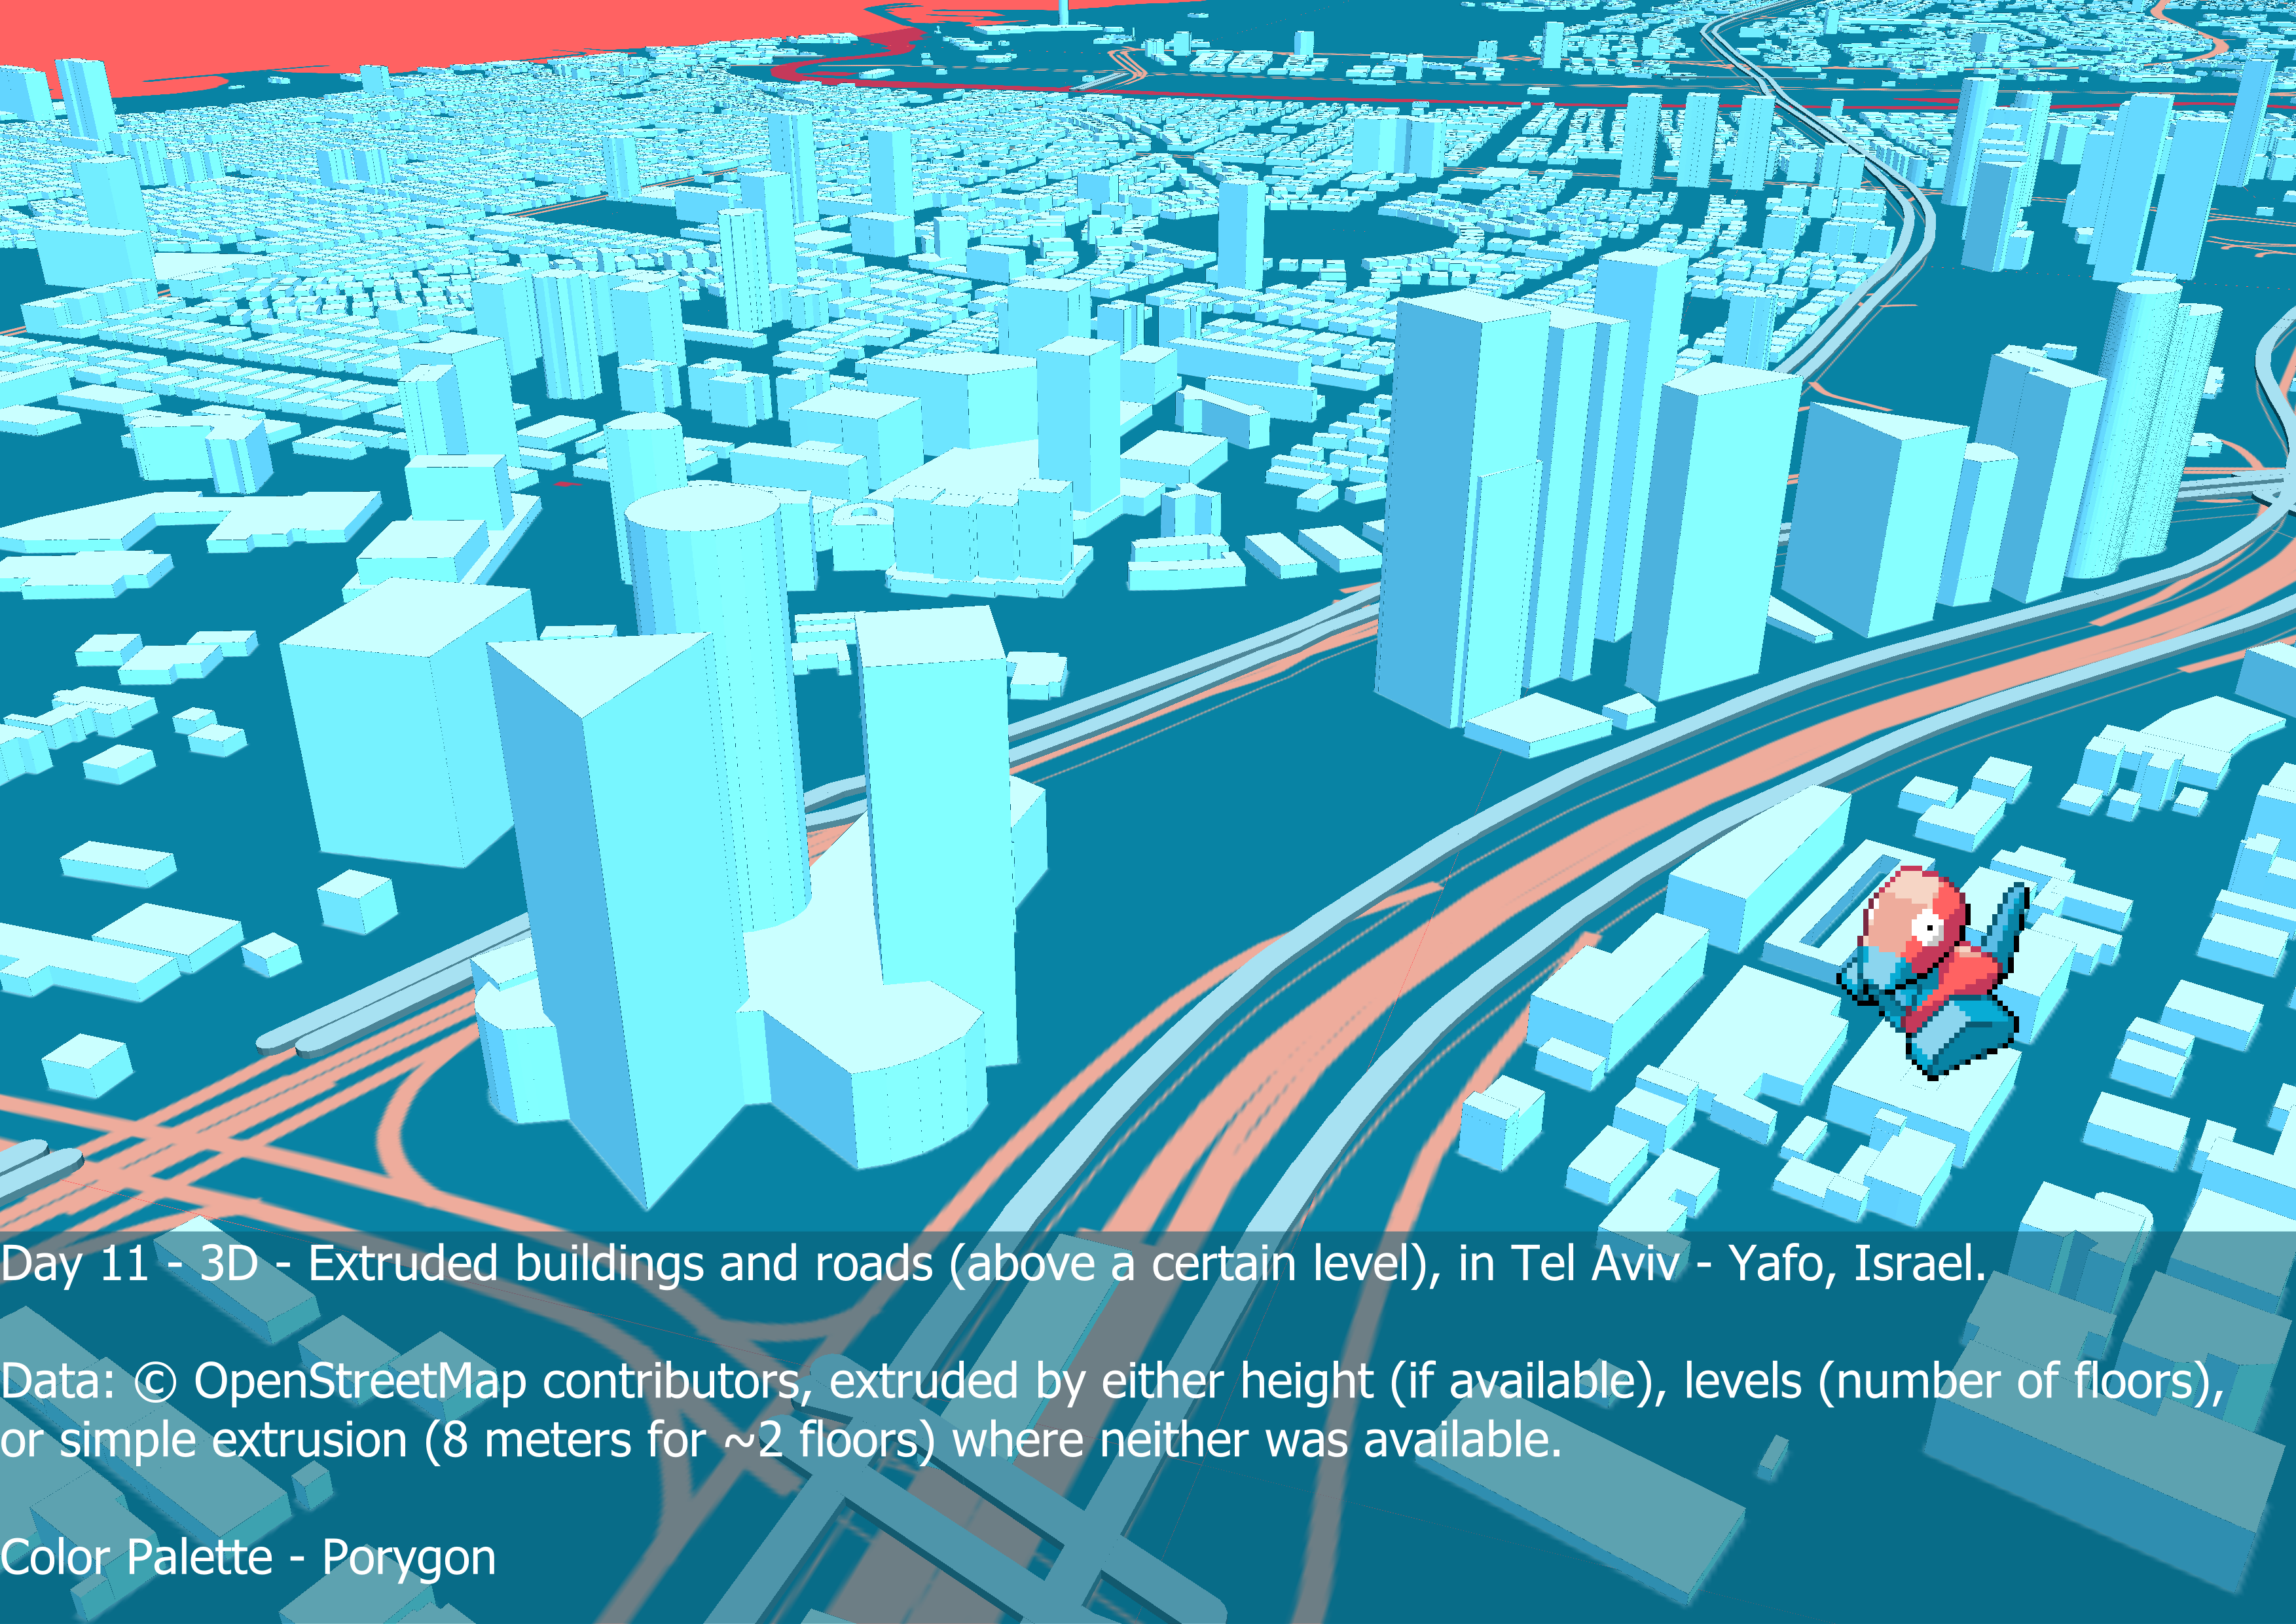 Day 11 - 3D - Extruded buildings and roads (above a certain level), in Tel Aviv - Yafo, Israel.
Data: © OpenStreetMap contributors, extruded by either height (if available), levels (number of floors),
or simple extrusion (8 meters for ~2 floors) where neither was available.
Color Palette - Porygon